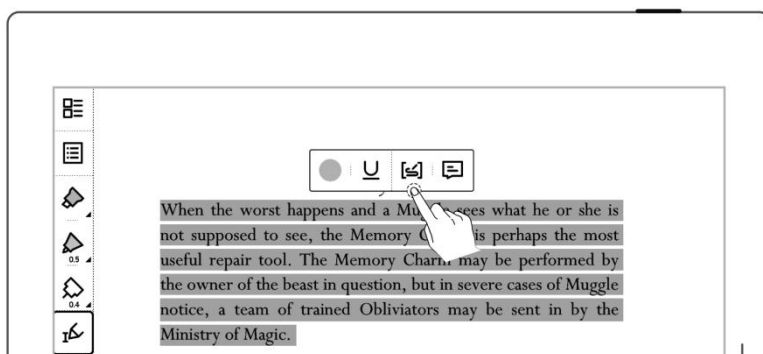 When the worst happens and a Muggle sees what he or she is
not supposed to see, the Memory is perhaps the most
useful repair tool. The Memory Charm may be performed by
the owner of the beast in question, but in severe cases of Muggle
notice, a team of trained Obliviators may be sent in by the
Ministry of Magic.
0.5
0.4